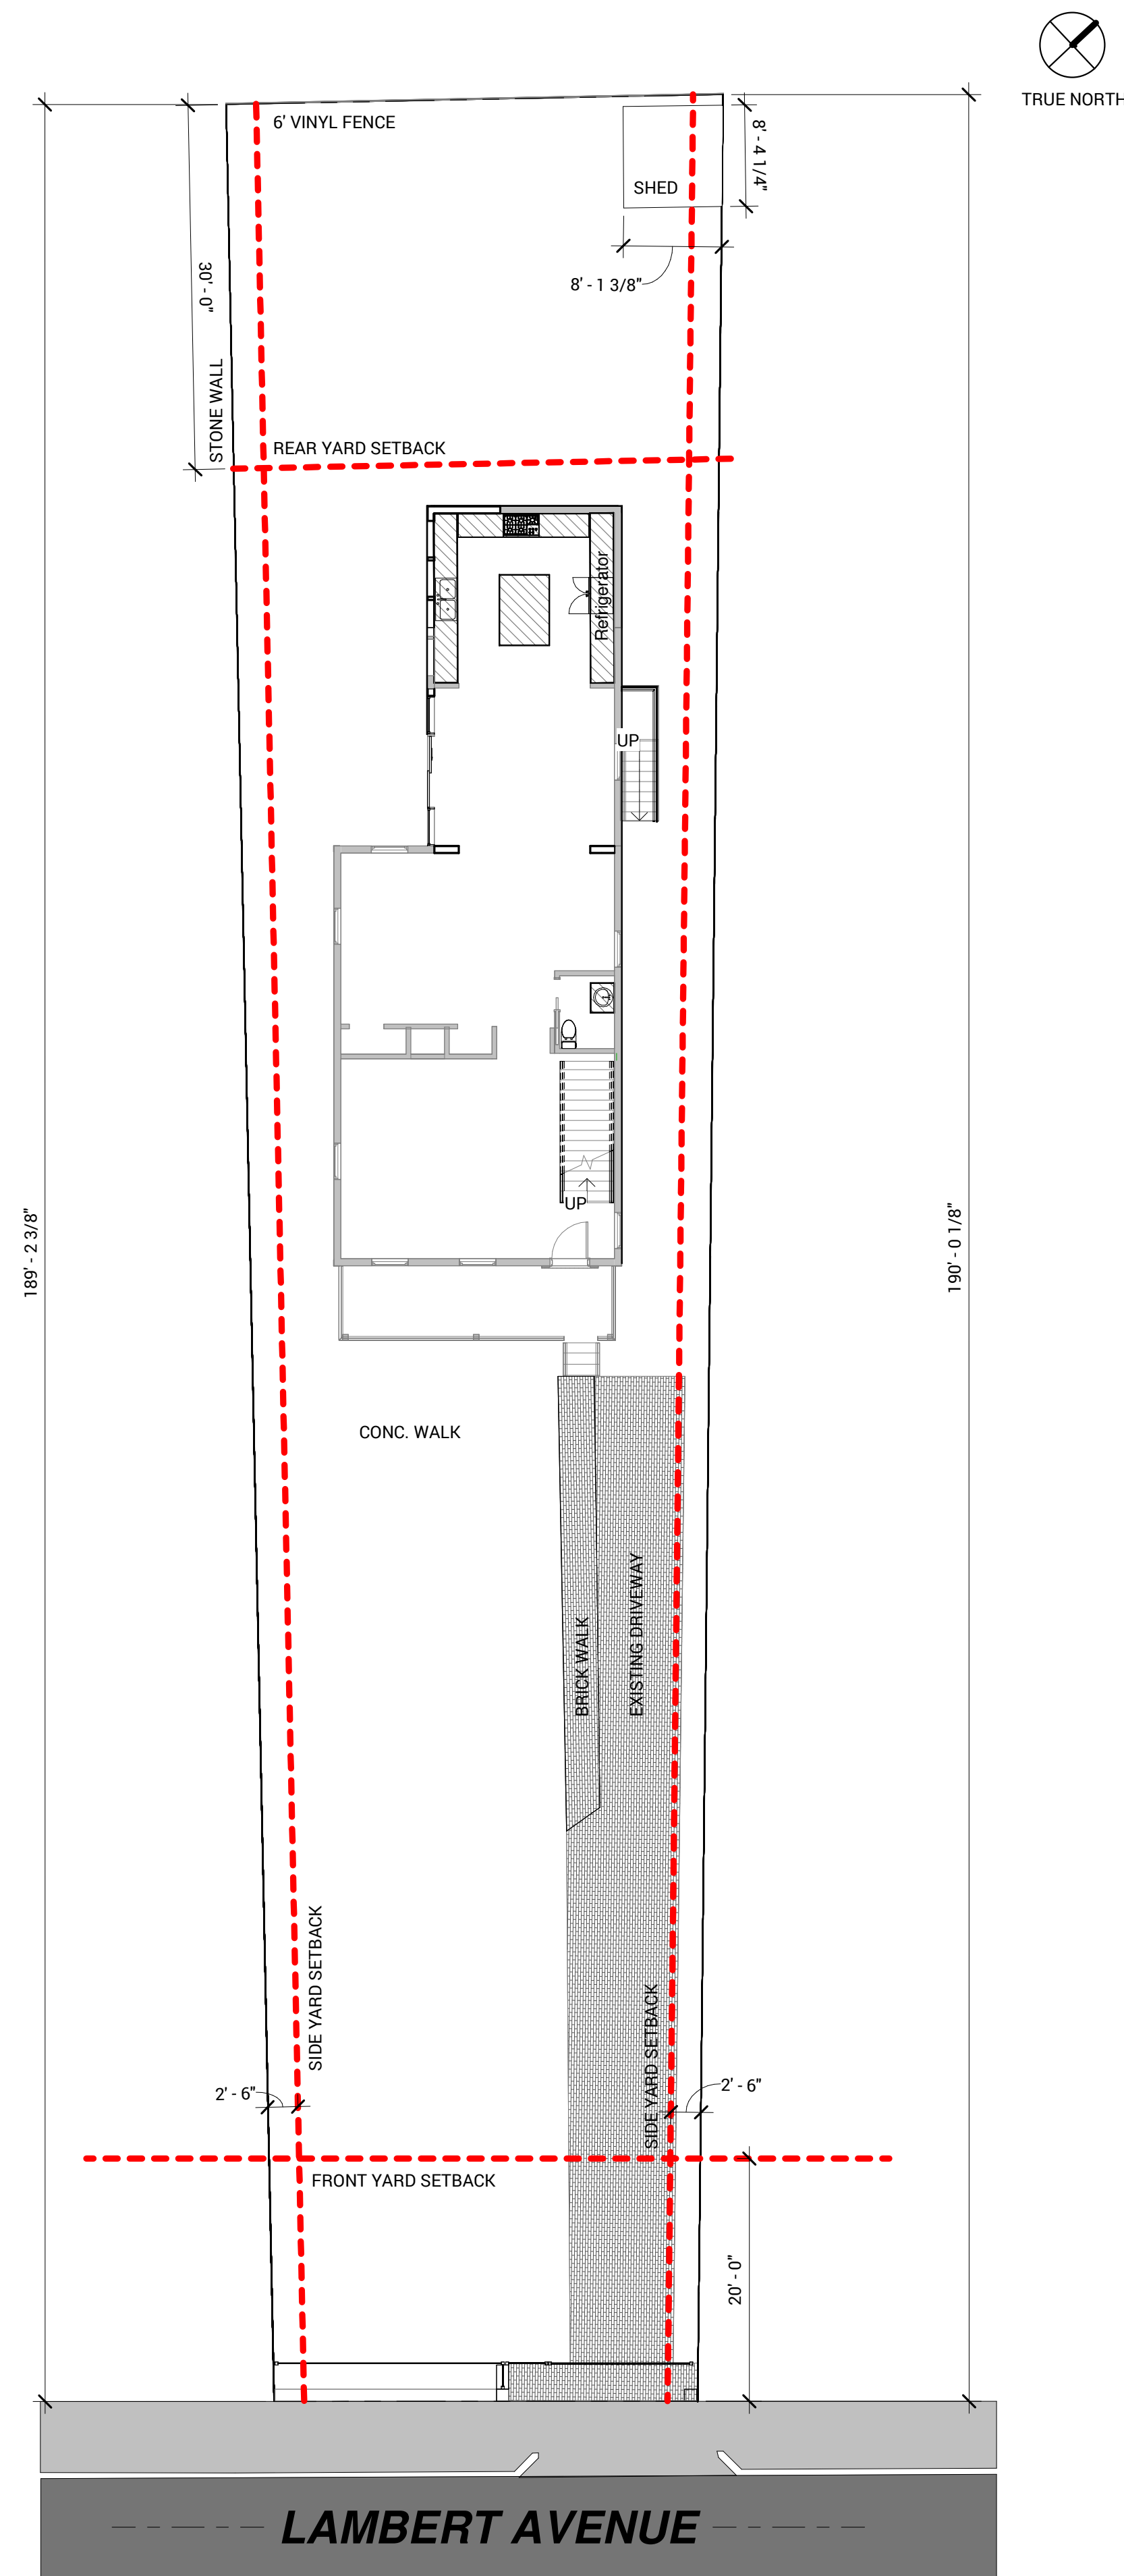 TRUE NORTH
6' VINYL FENCE
8' - 4 1/4"
SHED
30' - 0"
8' - 1 3/8"
STONE WALL
REAR YARD SETBACK
Refrigerator
UP
UP
189' - 2 3/8"
190' - 0 1/8"
CONC. WALK
BRICK WALK
EXISTING DRIVEWAY
SIDE YARD SETBACK
SIDE YARD SETBACK
2' - 6"
2' - 6"
FRONT YARD SETBACK
20' - 0"
LAMBERT AVENUE